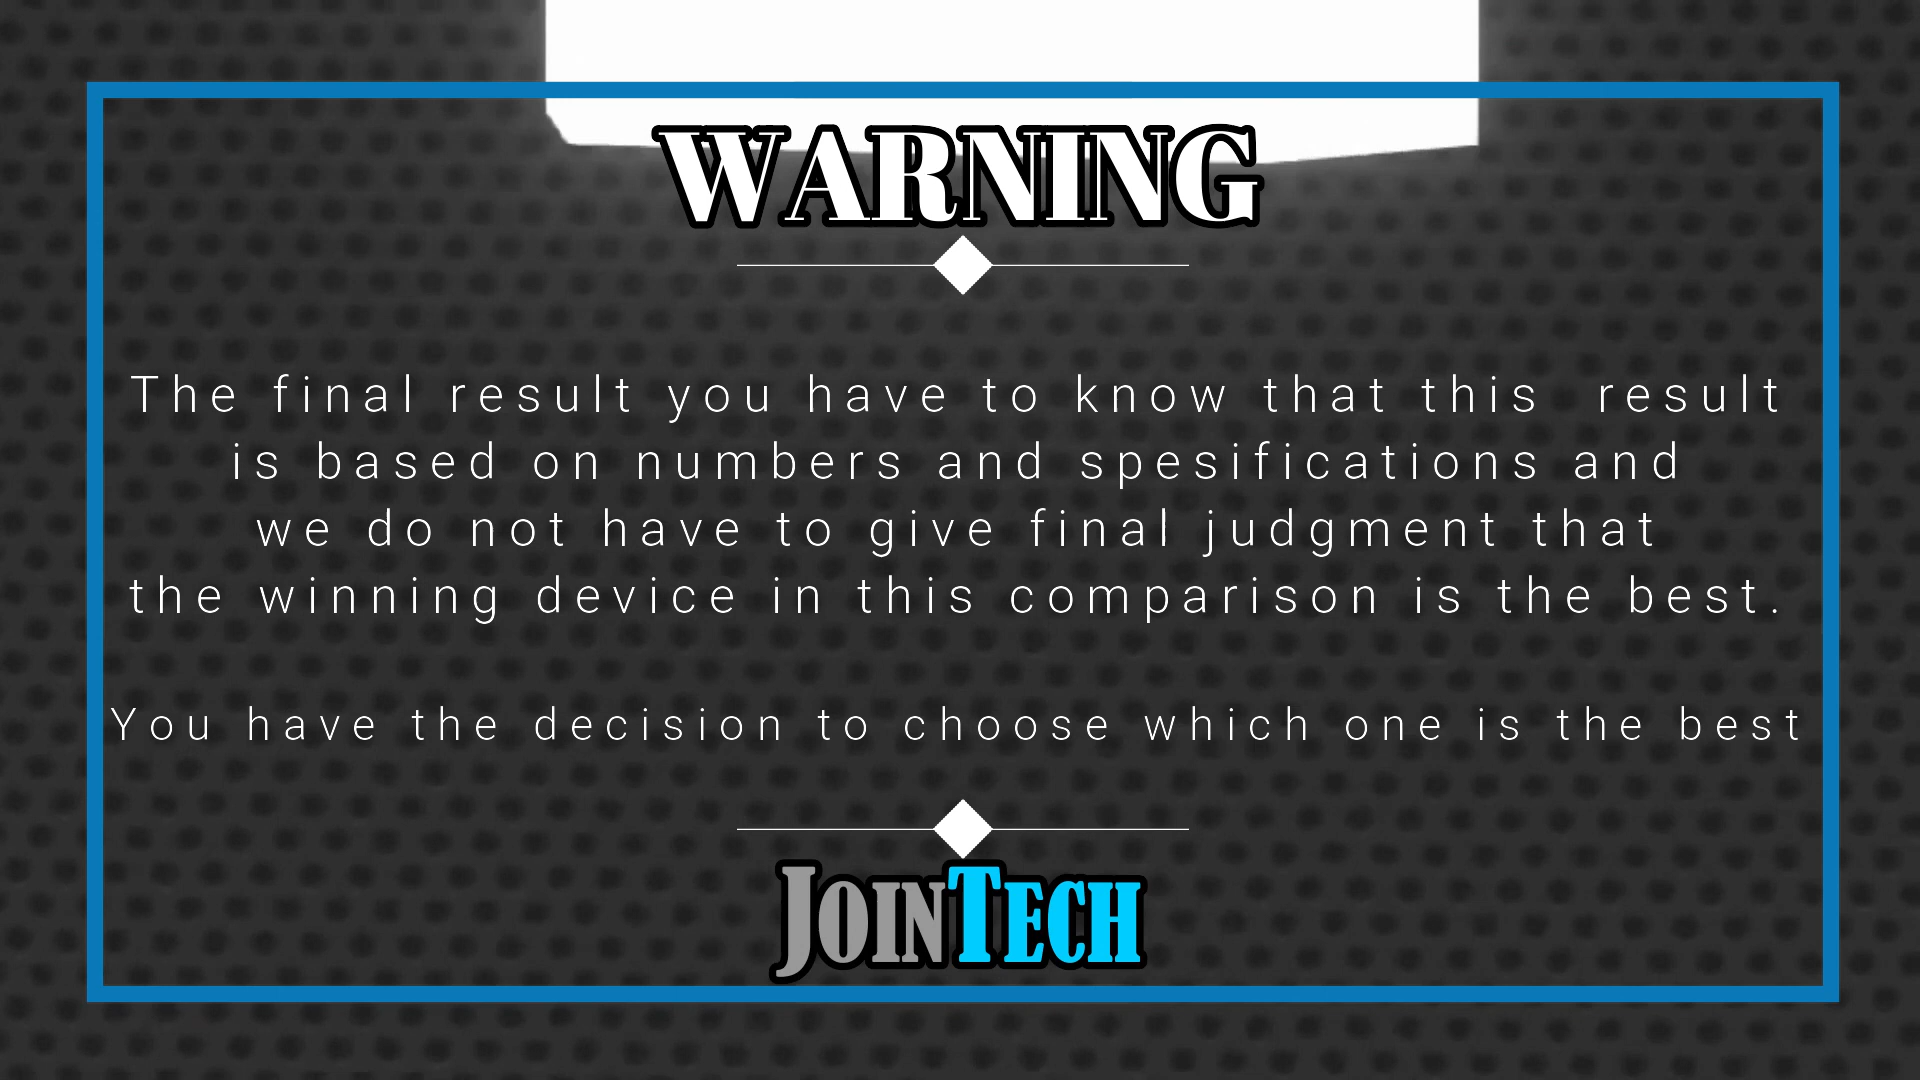 WARNING
The final result you have to know that this result
is based on numbers and spesifications and
we do not have to give final judgment that
the winning device in this comparison is the best.
You have the decision to choose which one is the best
JOINTECH